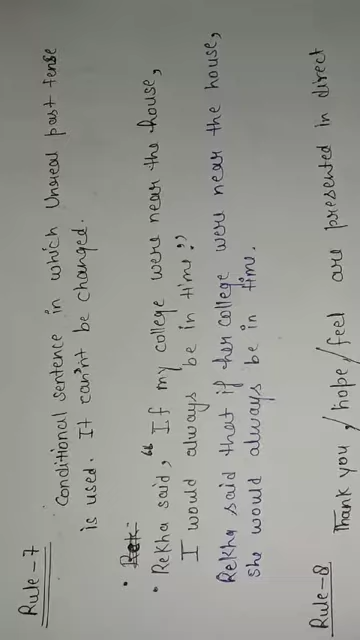 Rule-7
Conditional sentence in which Unreal past tense
is used. It can't be changed.
• Rek-
• Rekha said, "If my college were near the house,
I would always be in time."
Rekha said that if her college were near the house,
she would always be in time.
Rule-8
Thank you / hope / feel are presented in direct